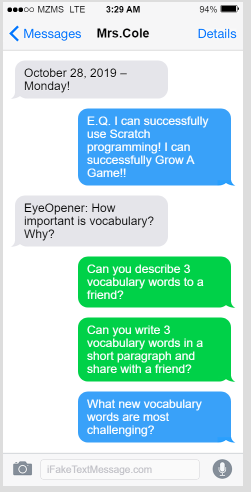 MZMS LTE 3:29 AM 94%
Messages Mrs.Cole Details
October 28, 2019 –
Monday!
E.Q. I can successfully
use Scratch
programming! I can
successfully Grow A
Game!!
EyeOpener: How
important is vocabulary?
Why?
Can you describe 3
vocabulary words to a
friend?
Can you write 3
vocabulary words in a
short paragraph and
share with a friend?
What new vocabulary
words are most
challenging?
iFakeTextMessage.com